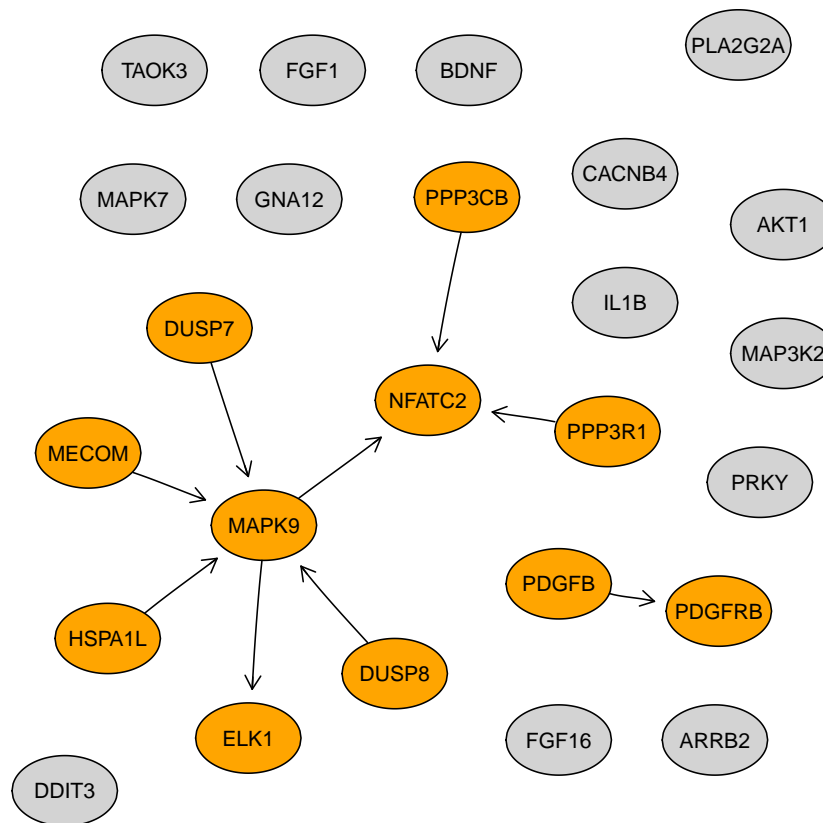 PLA2G2A
TAOK3
FGF1
BDNF
CACNB4
MAPK7
GNA12
PPP3CB
AKT1
IL1B
DUSP7
MAP3K2
NFATC2
PPP3R1
MECOM
PRKY
MAPK9
PDGFB
PDGFRB
HSPA1L
DUSP8
ELK1
FGF16
ARRB2
DDIT3